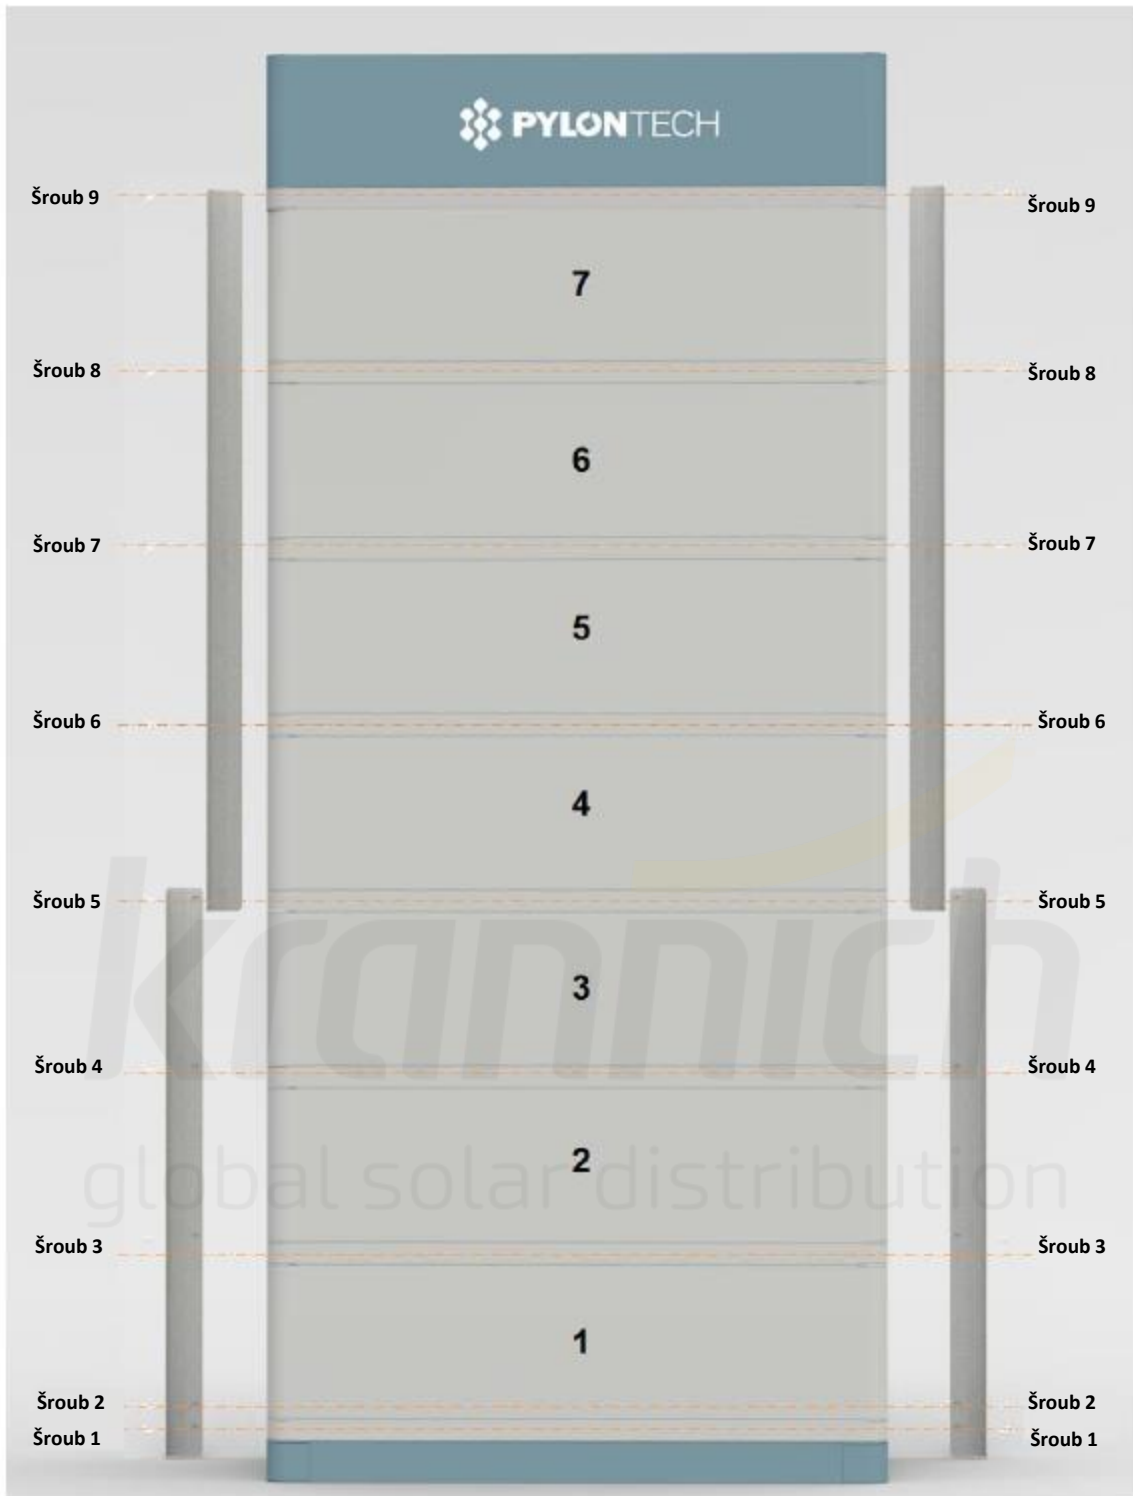 PYLONTECH
Šroub 9
Šroub 9
7
Šroub 8
Šroub 8
6
Šroub 7
Šroub 7
5
Šroub 6
Šroub 6
4
Šroub 5
Šroub 5
3
Šroub 4
Šroub 4
2
Šroub 3
Šroub 3
1
Šroub 2
Šroub 2
Šroub 1
Šroub 1
krannich
global solar distribution